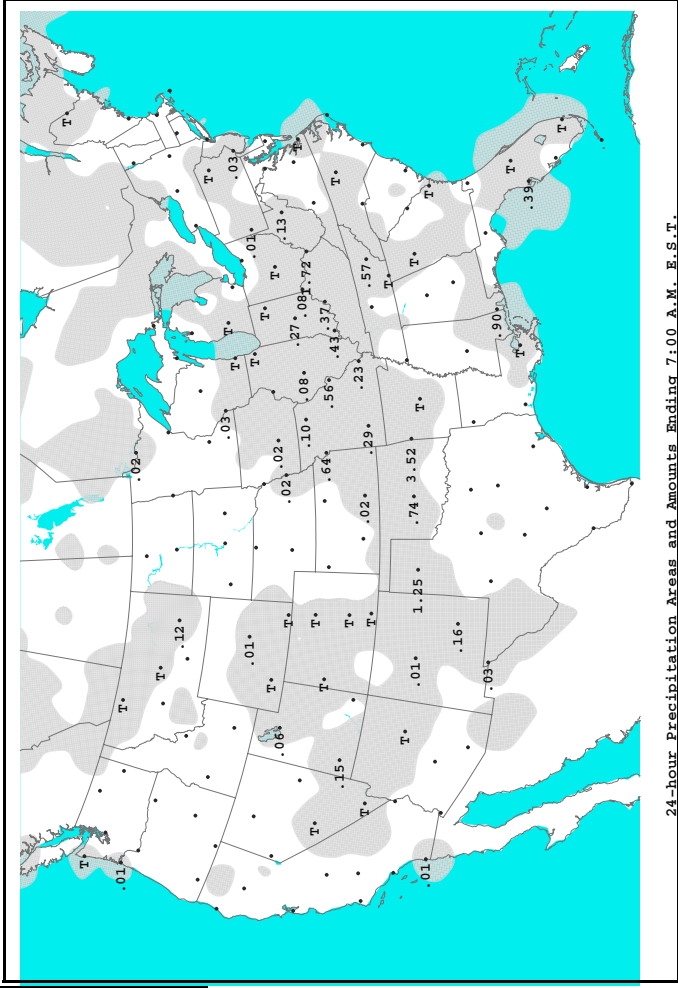 T
T
.01
T
.02
T
.12
T
.03
T
.03
T
.01
.01
T
T
T
T
.02
.06
.13
.02
T
.27
T
.08
.08
.10
.72
T
T
T
.37
.64
.56
.43
T
.15
T
.23
T
.02
.57
.29
T
T
T
.74
3.52
T
.01
1.25
T
.01
T
.16
.03
.90
T
T
.39
T
24-hour Precipitation Areas and Amounts Ending 7:00 A.M. E.S.T.